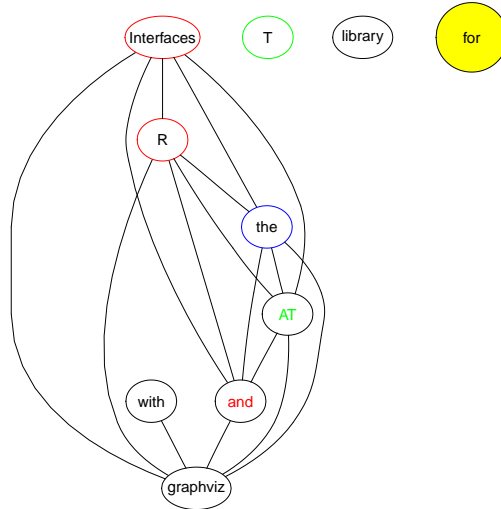 Interfaces
T
library
for
R
the
AT
with
and
graphviz